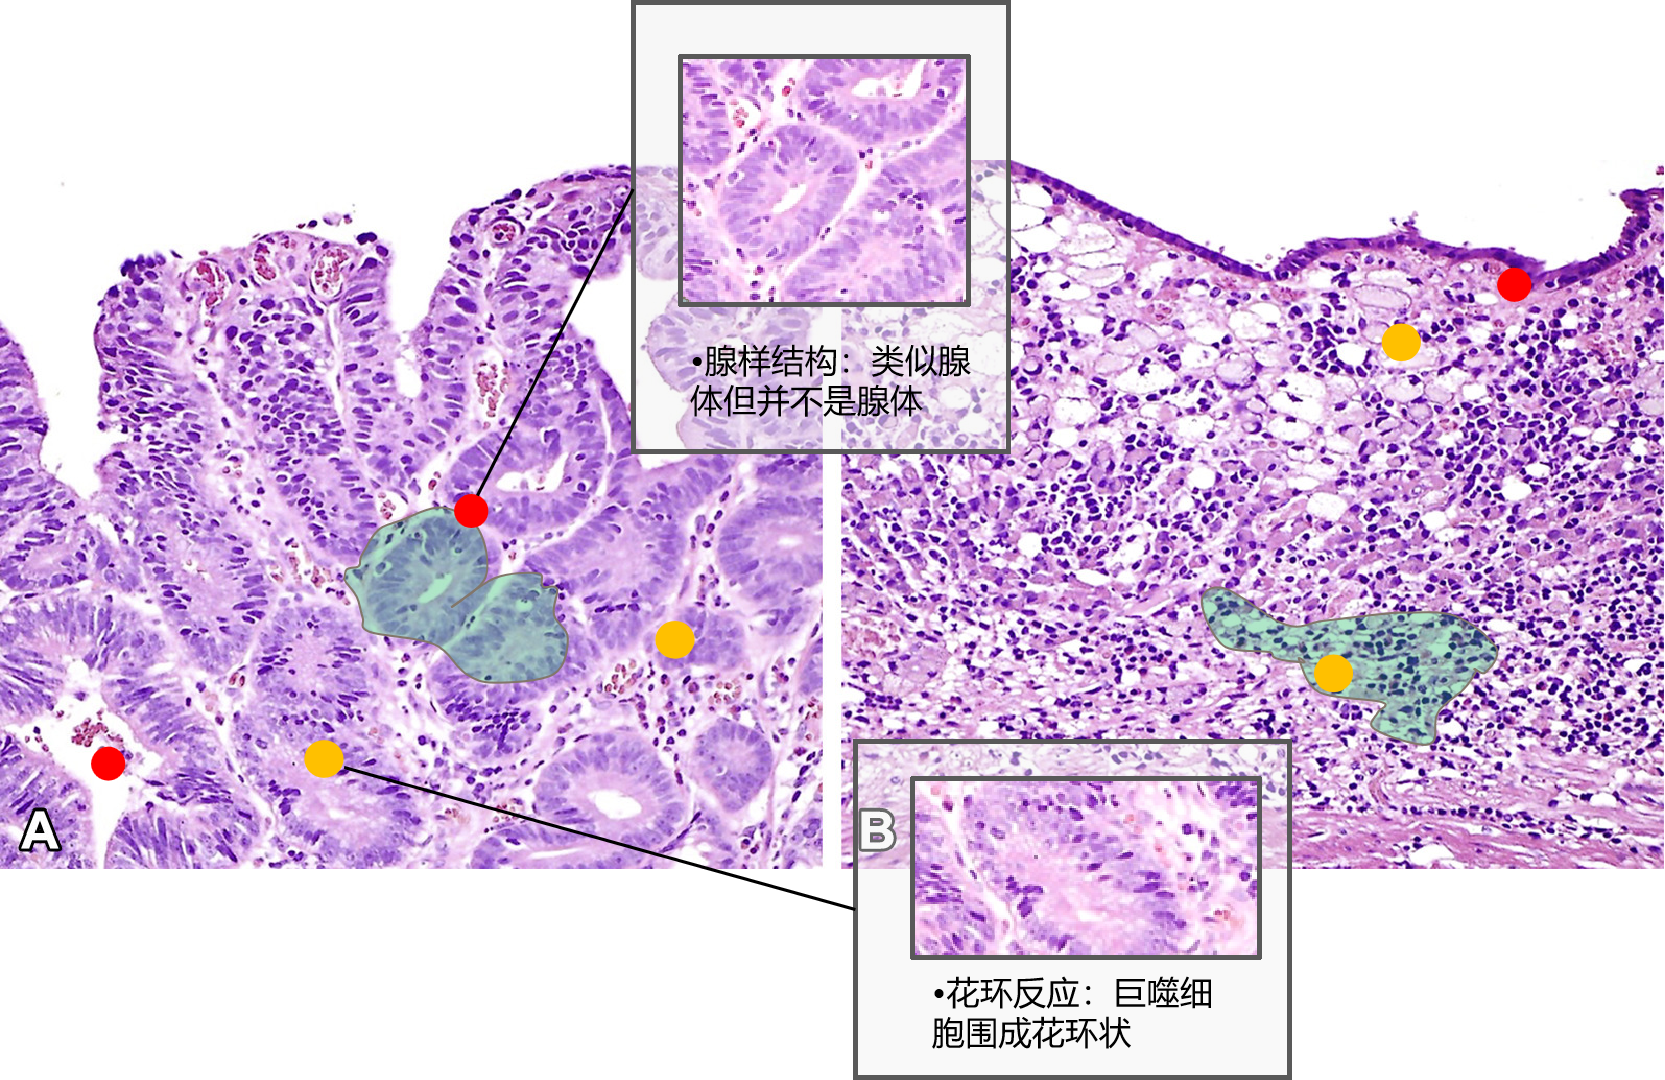 •腺样结构：类似腺
体但并不是腺体
A
B
•花环反应：巨噬细
胞围成花环状